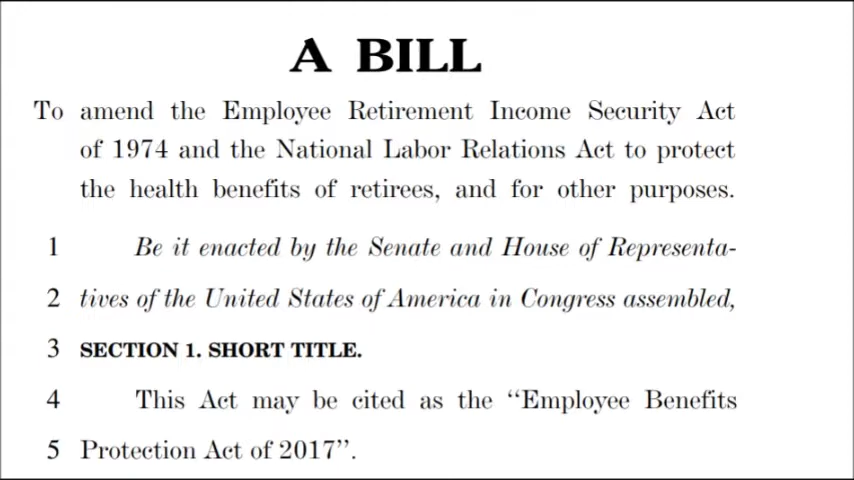 A BILL
To amend the Employee Retirement Income Security Act
of 1974 and the National Labor Relations Act to protect
the health benefits of retirees, and for other purposes.
1 Be it enacted by the Senate and House of Representa-
2 tives of the United States of America in Congress assembled,
3 SECTION 1. SHORT TITLE.
4 This Act may be cited as the ‘‘Employee Benefits
5 Protection Act of 2017’’.